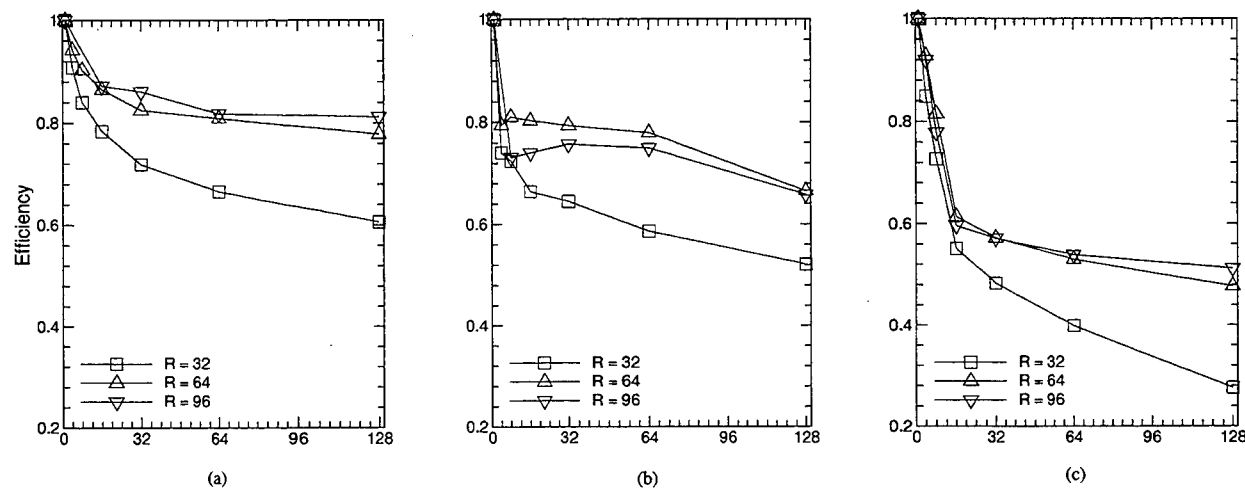 1
0.8
0.6
0.4
0.2
Efficiency
R = 32
R = 64
R = 96
0 32 64 96 128
(a)
1
0.8
0.6
0.4
0.2
R = 32
R = 64
R = 96
0 32 64 96 128
(b)
1
0.8
0.6
0.4
0.2
R = 32
R = 64
R = 96
0 32 64 96 128
(c)